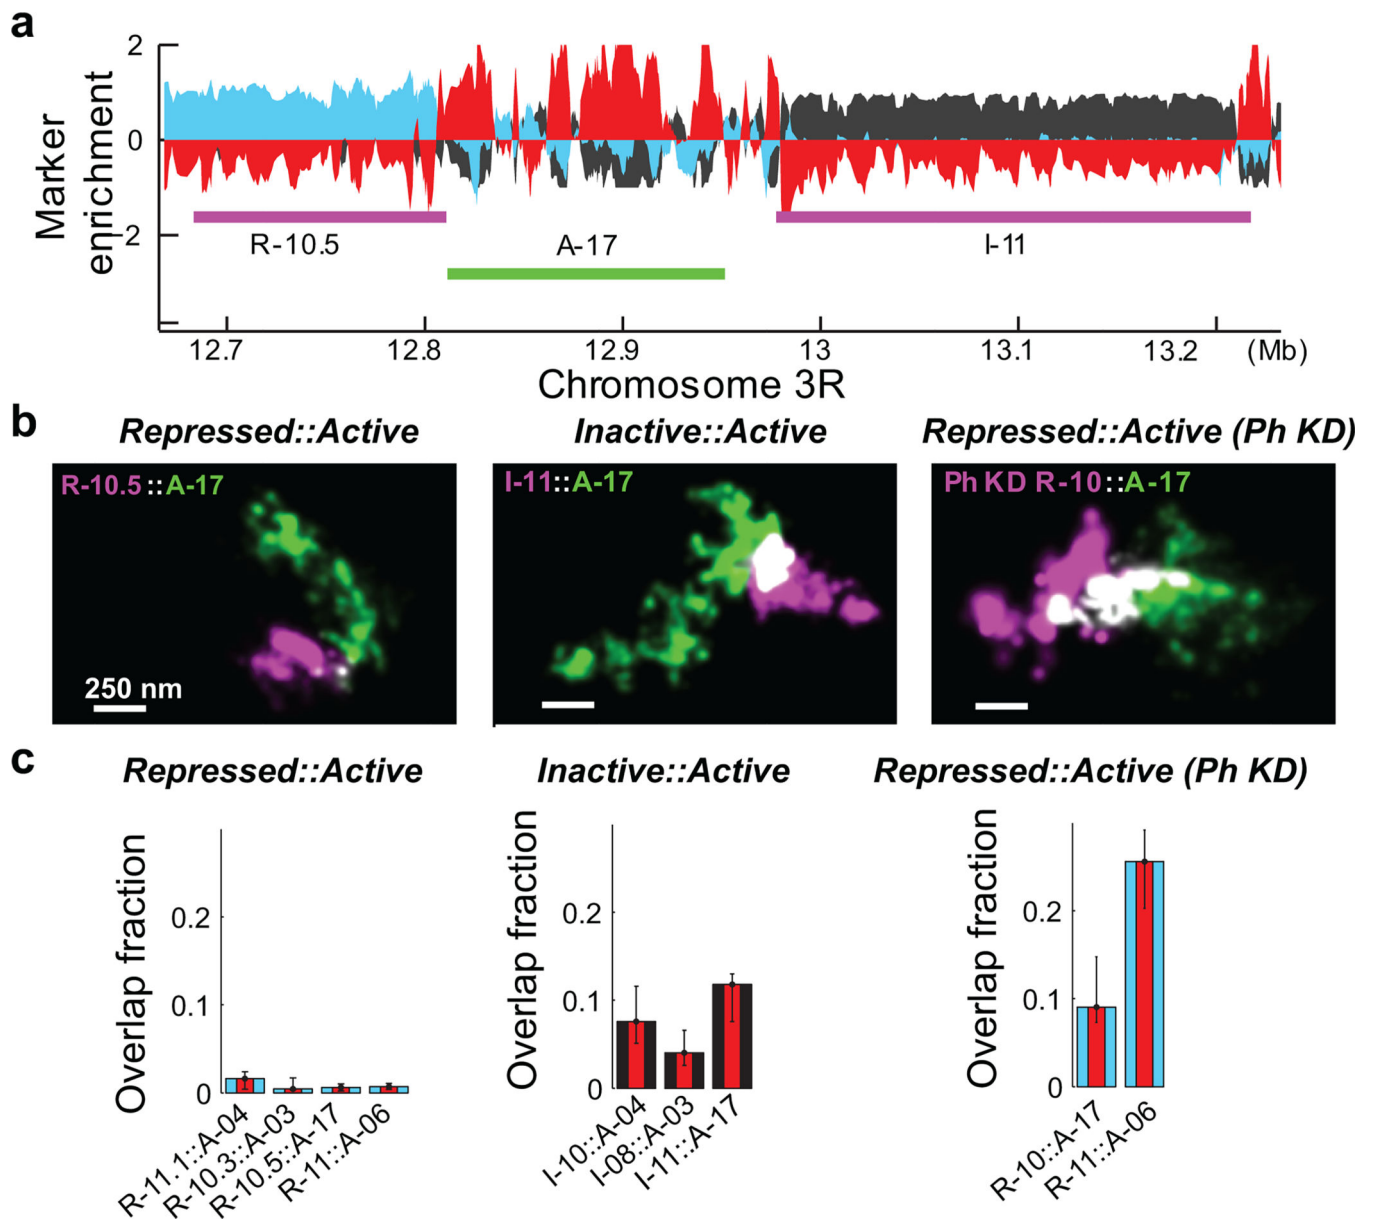 a
Marker
enrichment
2
0
-2
R-10.5
A-17
I-11
12.7
12.8
12.9
13
13.1
13.2
(Mb)
Chromosome 3R
b
Repressed::Active
Inactive::Active
Repressed::Active (Ph KD)
R-10.5::A-17
I-11::A-17
Ph KD R-10::A-17
250 nm
c
Repressed::Active
Inactive::Active
Repressed::Active (Ph KD)
Overlap fraction
0.2
0.1
0
R-11.1::A-04
R-10.3::A-03
R-10.5::A-17
R-11::A-06
Overlap fraction
0.2
0.1
0
I-10::A-04
I-08::A-03
I-11::A-17
Overlap fraction
0.2
0.1
0
R-10::A-17
R-11::A-06